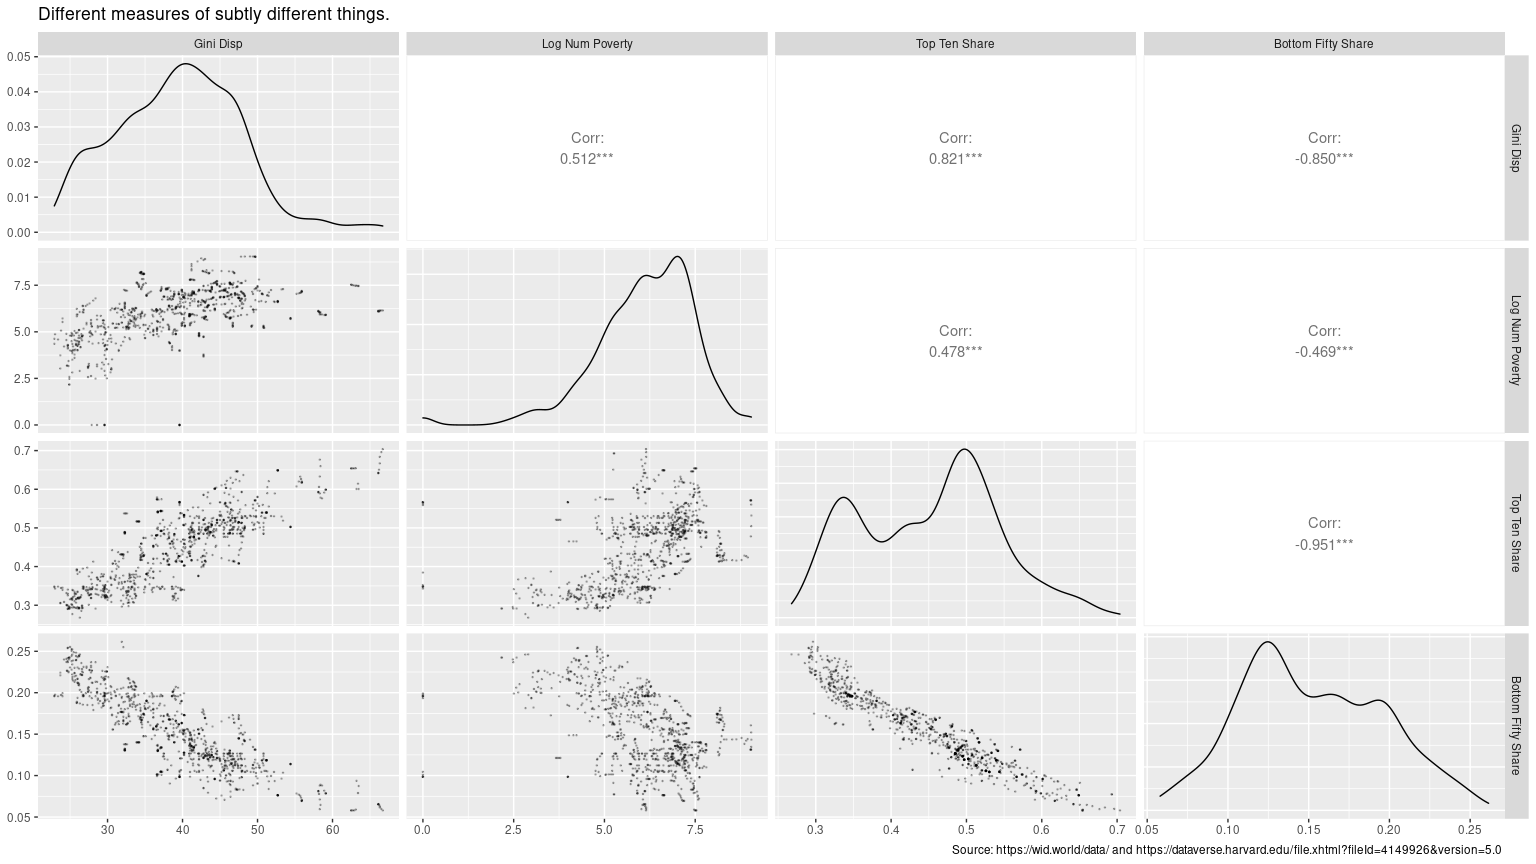 Different measures of subtly different things.
Gini Disp
Log Num Poverty
Top Ten Share
Bottom Fifty Share
0.05
0.04
0.03
0.02
0.01
0.00
Corr:
0.512***
Corr:
0.821***
Corr:
-0.850***
Gini Disp
7.5
5.0
2.5
0.0
Corr:
0.478***
Corr:
-0.469***
Log Num Poverty
0.7
0.6
0.5
0.4
0.3
Corr:
-0.951***
Top Ten Share
0.25
0.20
0.15
0.10
0.05
Bottom Fifty Share
30 40 50 60
0.0 2.5 5.0 7.5
0.3 0.4 0.5 0.6 0.7
0.05 0.10 0.15 0.20 0.25
Source: https://wid.world/data/ and https://dataverse.harvard.edu/file.xhtml?fileId=4149926&version=5.0